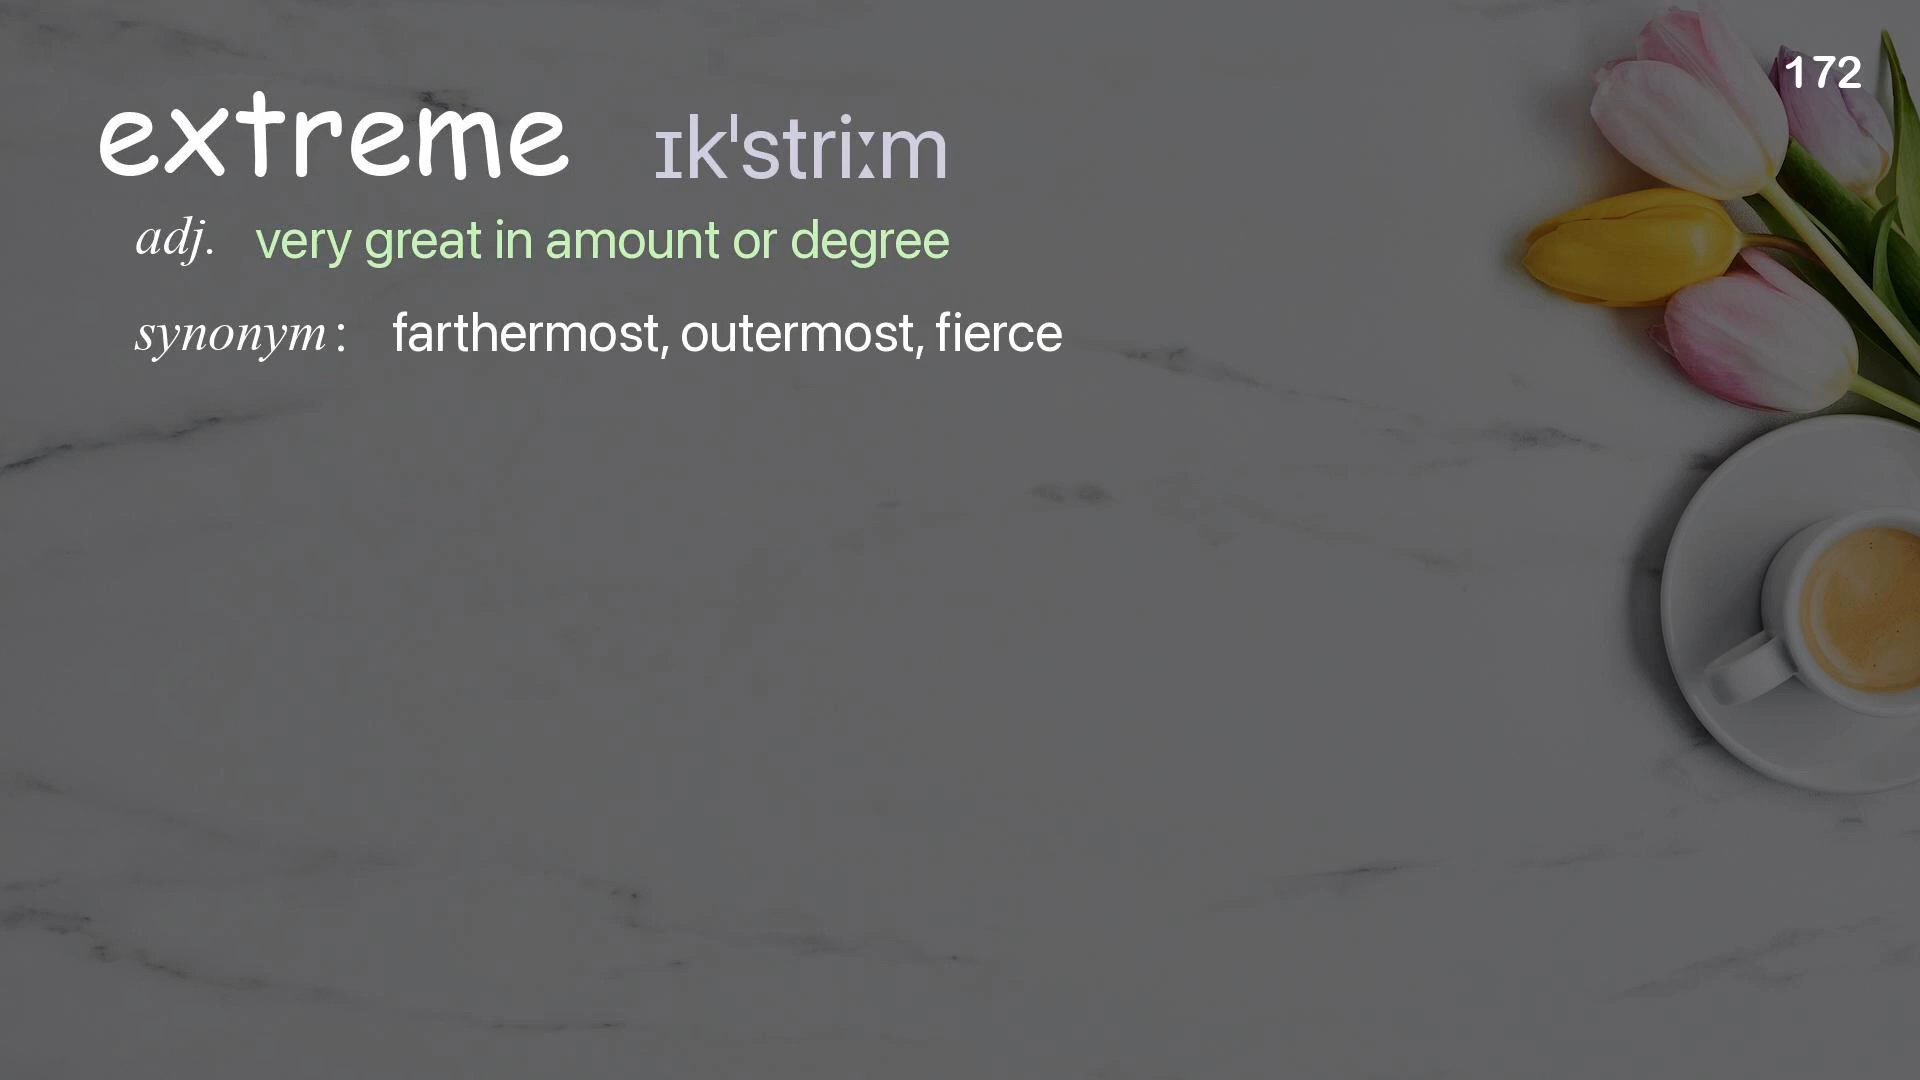 172
extreme ɪkˈstriːm
adj. very great in amount or degree
synonym : farthermost, outermost, fierce